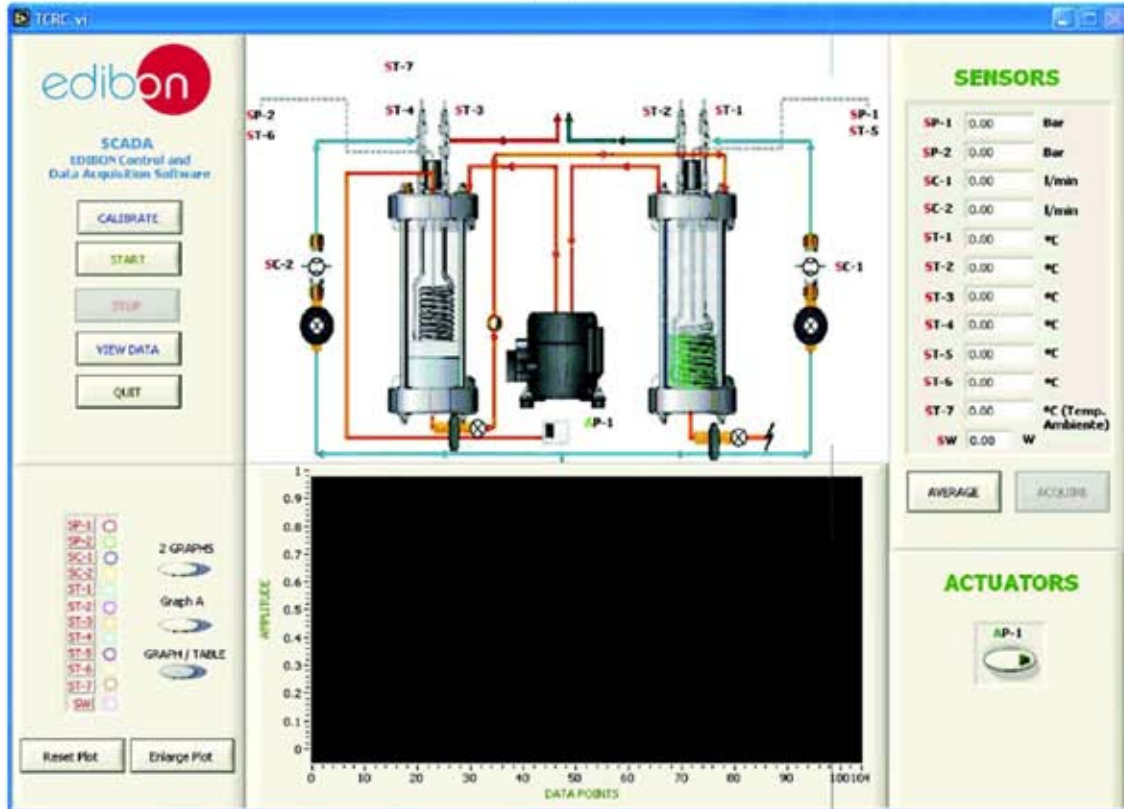 TCRC.vi
edibon
SCADA
EDIBON Control and
Data Acquisition Software
CALIBRATE
START
STOP
VIEW DATA
QUIT
ST-7
ST-4
ST-3
ST-2
ST-1
SP-2
ST-6
SP-1
ST-5
SC-2
SC-1
AP-1
SENSORS
SP-1 0.00 Bar
SP-2 0.00 Bar
SC-1 0.00 l/min
SC-2 0.00 l/min
ST-1 0.00 ºC
ST-2 0.00 ºC
ST-3 0.00 ºC
ST-4 0.00 ºC
ST-5 0.00 ºC
ST-6 0.00 ºC
ST-7 0.00 ºC (Temp.
Ambiente)
SW 0.00 W
AVERAGE
ACQUIRE
SP-1
SP-2
SC-1
SC-2
ST-1
ST-2
ST-3
ST-4
ST-5
ST-6
ST-7
SW
2 GRAPHS
Graph A
GRAPH / TABLE
Reset Plot
Enlarge Plot
AMPLITUDE
1
0.9
0.8
0.7
0.6
0.5
0.4
0.3
0.2
0.1
0
0 10 20 30 40 50 60 70 80 90 100104
DATA POINTS
ACTUATORS
AP-1